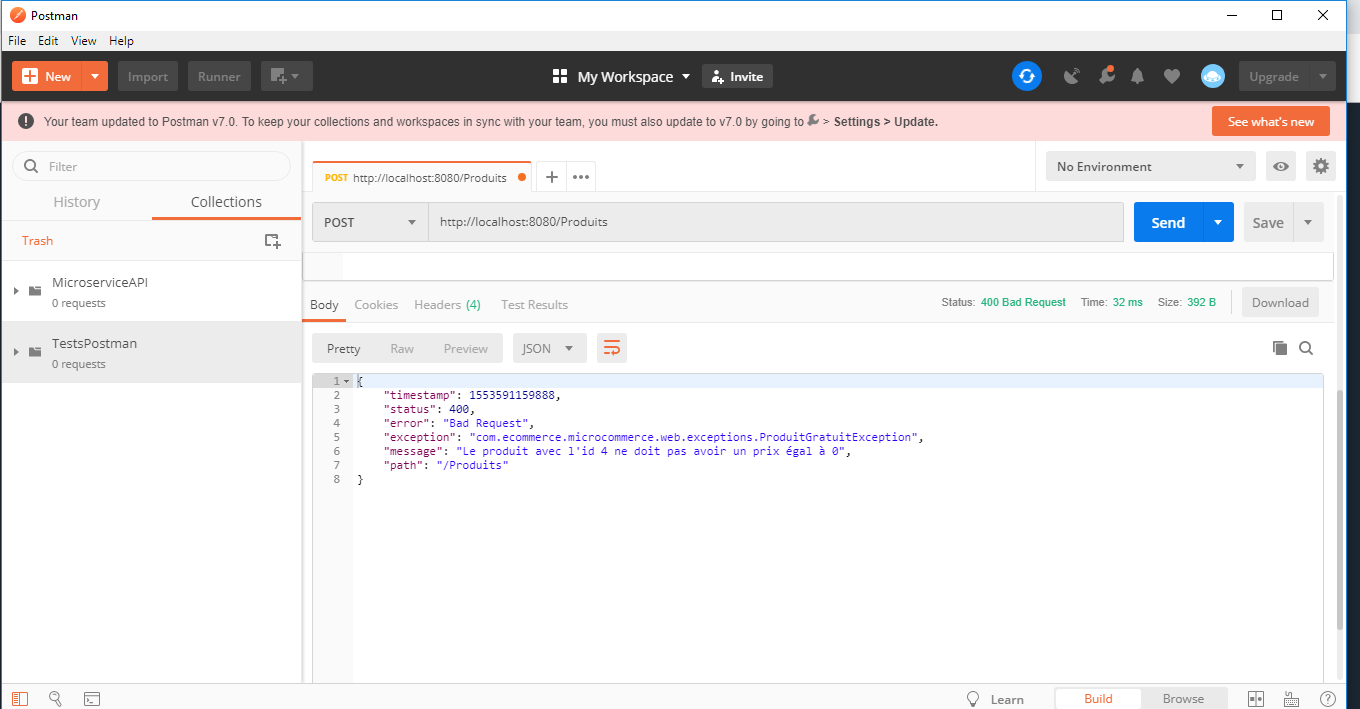 Postman
File Edit View Help
New Import Runner My Workspace Invite Upgrade
Your team updated to Postman v7.0. To keep your collections and workspaces in sync with your team, you must also update to v7.0 by going to > Settings > Update. See what's new
Filter
History Collections
Trash
MicroserviceAPI
0 requests
TestsPostman
0 requests
POST http://localhost:8080/Produits
No Environment
POST http://localhost:8080/Produits Send Save
Body Cookies Headers (4) Test Results Status: 400 Bad Request Time: 32 ms Size: 392 B Download
Pretty Raw Preview JSON
1 {
2 "timestamp": 1553591159888,
3 "status": 400,
4 "error": "Bad Request",
5 "exception": "com.ecommerce.microcommerce.web.exceptions.ProduitGratuitException",
6 "message": "Le produit avec l'id 4 ne doit pas avoir un prix égal à 0",
7 "path": "/Produits"
8 }
Learn Build Browse